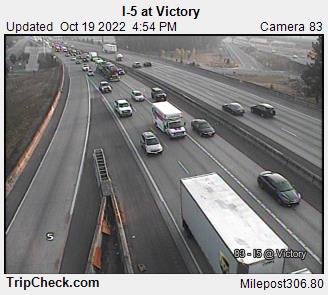 I-5 at Victory
Updated Oct 19 2022 4:54 PM Camera 83
S
83 - I5 @ Victory
TripCheck.com Milepost306.80